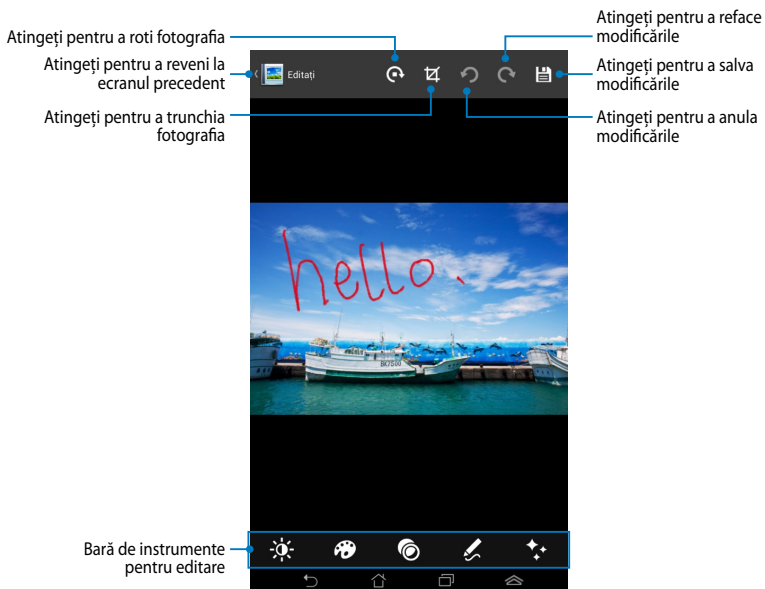 Atingeți pentru a roti fotografia
Atingeți pentru a reveni la
ecranul precedent
Atingeți pentru a trunchia
fotografia
Atingeți pentru a reface
modificările
Atingeți pentru a salva
modificările
Atingeți pentru a anula
modificările
Editați
hello.
BK7500
Bară de instrumente
pentru editare